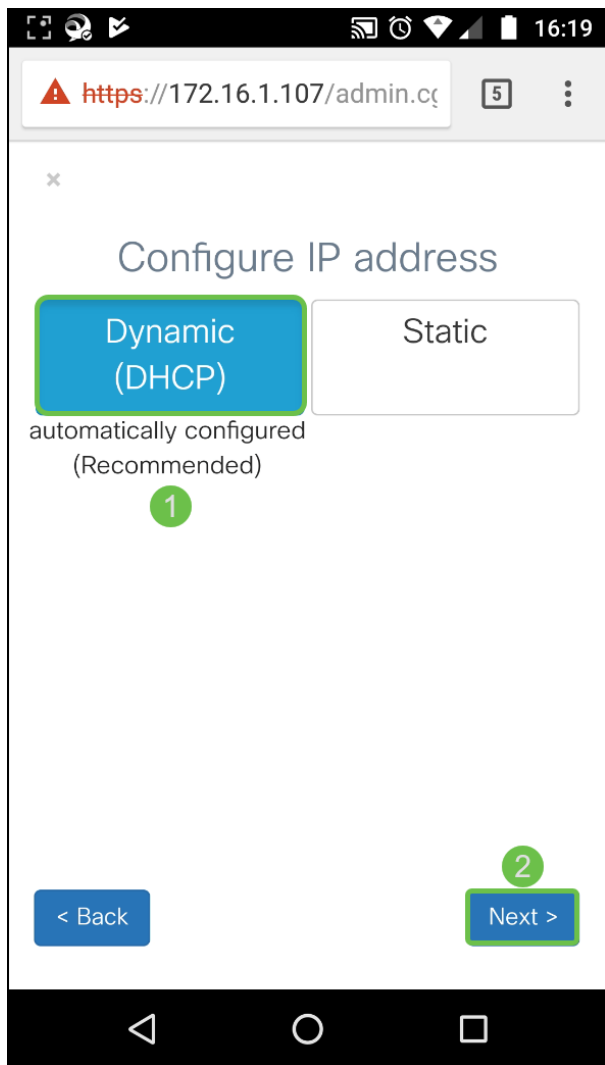 16:19
https://172.16.1.107/admin.cg
5
×
Configure IP address
Dynamic
(DHCP)
Static
automatically configured
(Recommended)
1
2
< Back
Next >